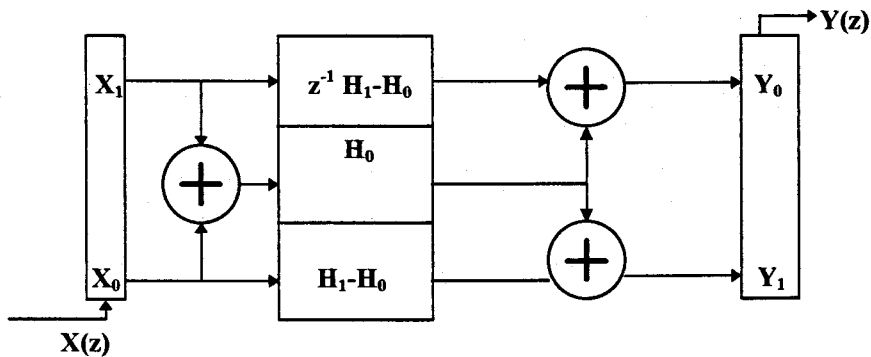 Y(z)
X₁
z⁻¹ H₁-H₀
+
Y₀
H₀
+
+
X₀
H₁-H₀
Y₁
X(z)